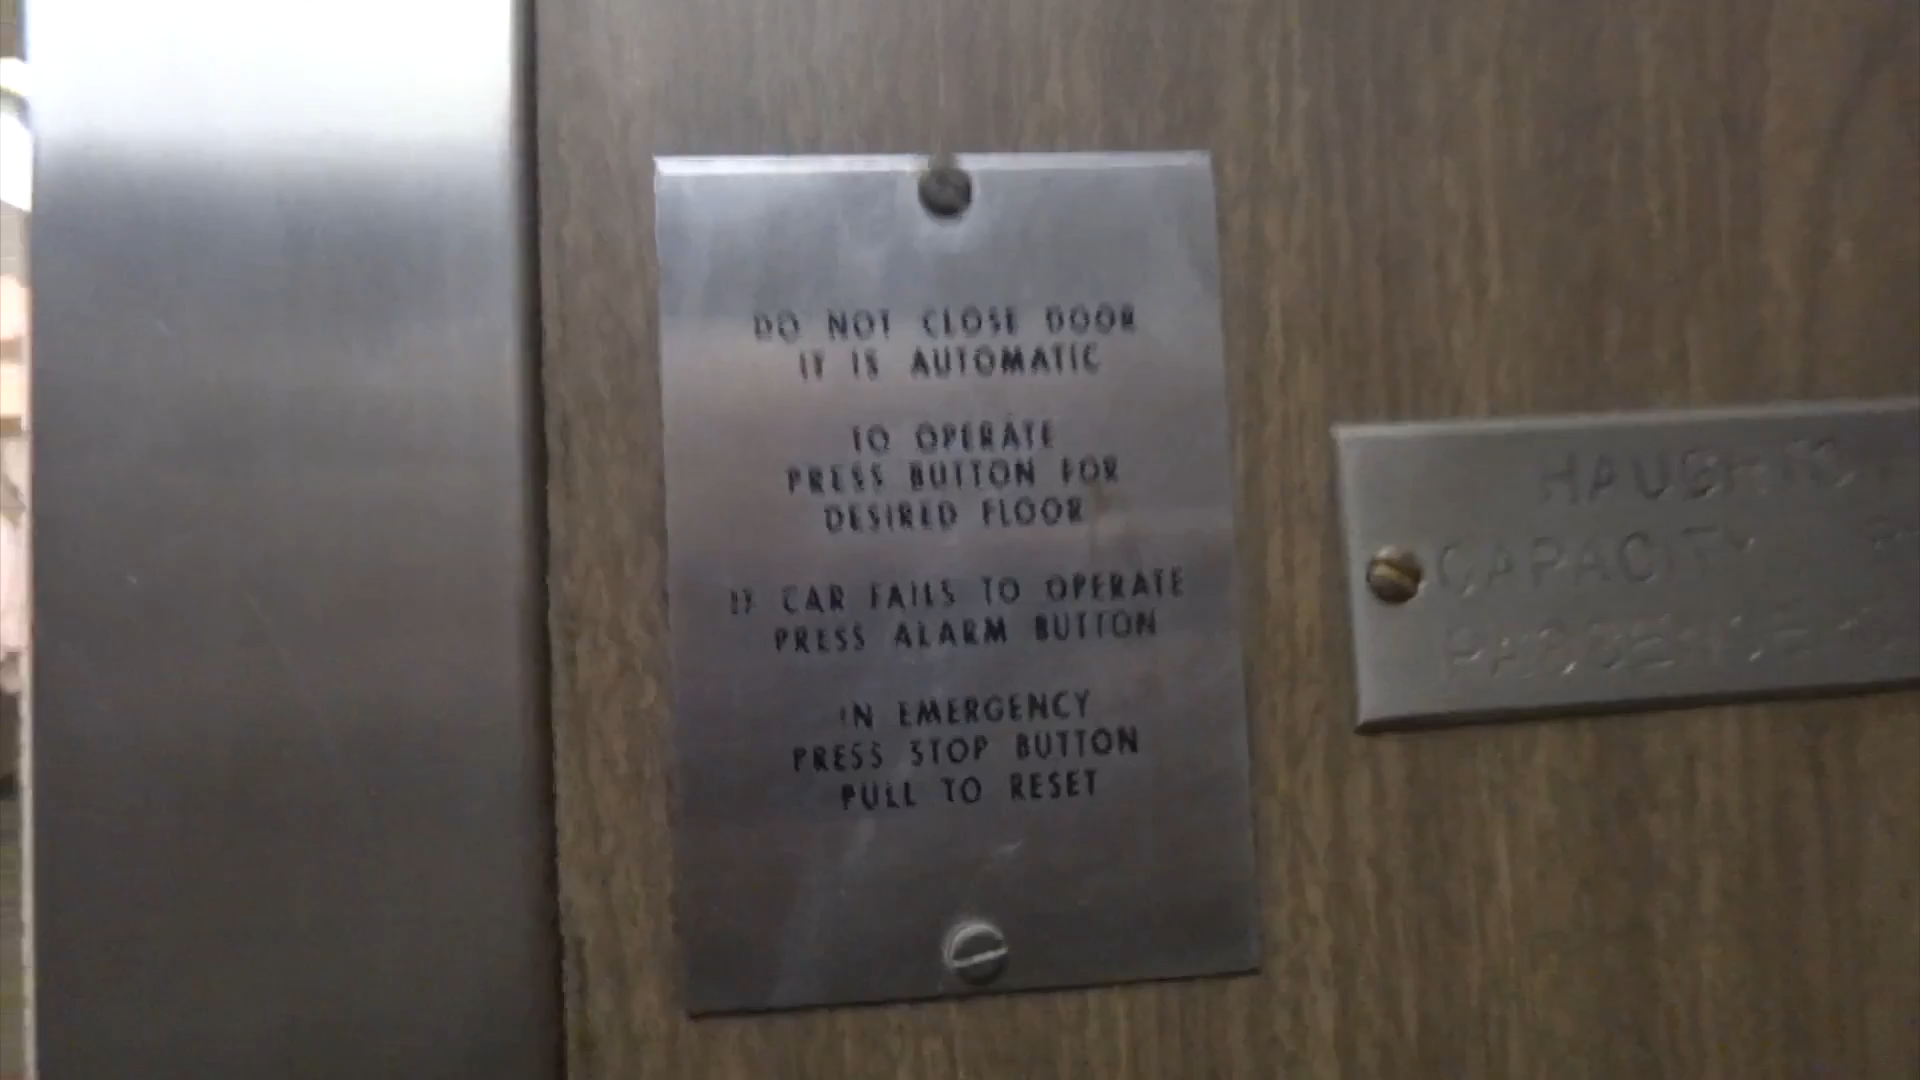 DO NOT CLOSE DOOR
IT IS AUTOMATIC
TO OPERATE
PRESS BUTTON FOR
DESIRED FLOOR
IF CAR FAILS TO OPERATE
PRESS ALARM BUTTON
IN EMERGENCY
PRESS STOP BUTTON
PULL TO RESET
CAPACITY